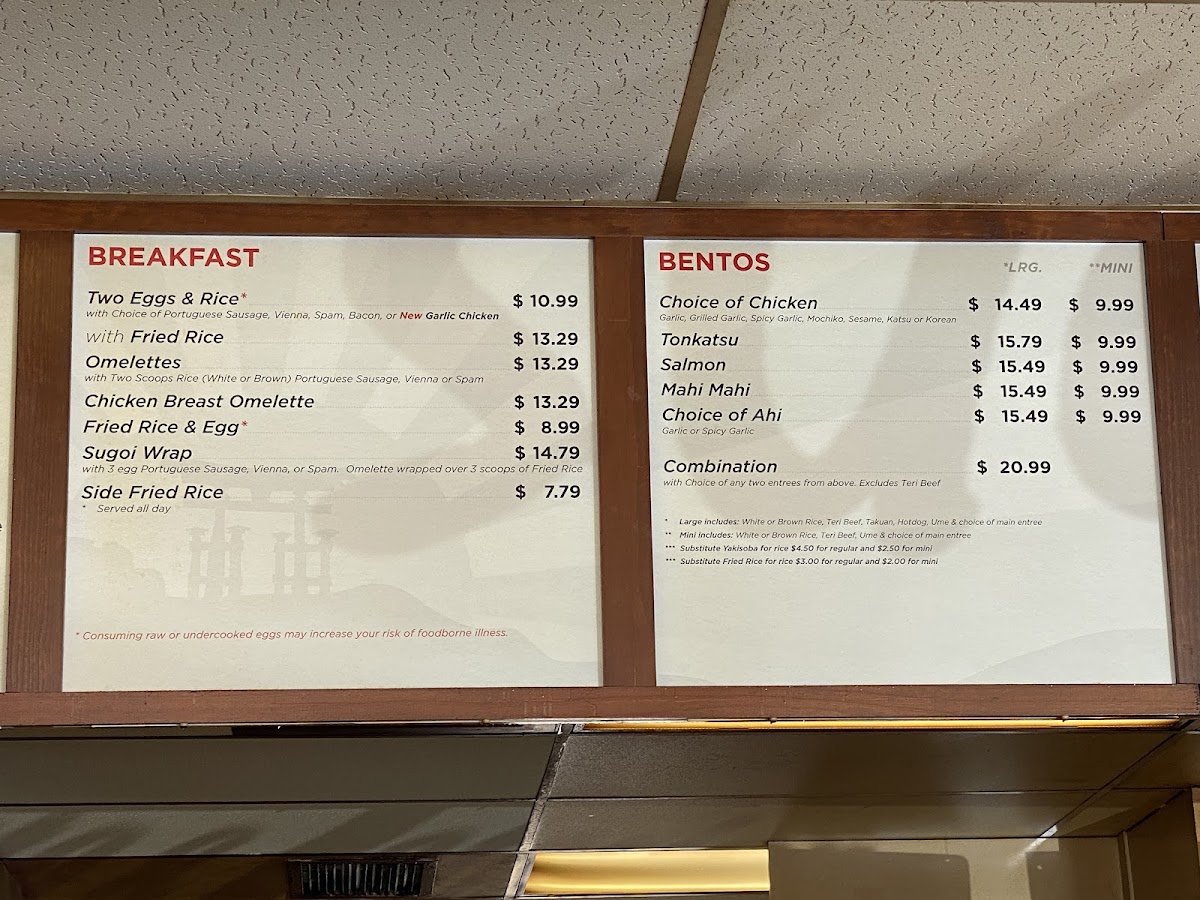 BREAKFAST
Two Eggs & Rice* $ 10.99
with Choice of Portuguese Sausage, Vienna, Spam, Bacon, or New Garlic Chicken
with Fried Rice $ 13.29
Omelettes $ 13.29
with Two Scoops Rice (White or Brown) Portuguese Sausage, Vienna or Spam
Chicken Breast Omelette $ 13.29
Fried Rice & Egg* $ 8.99
Sugoi Wrap $ 14.79
with 3 egg Portuguese Sausage, Vienna, or Spam. Omelette wrapped over 3 scoops of Fried Rice
Side Fried Rice $ 7.79
* Served all day
* Consuming raw or undercooked eggs may increase your risk of foodborne illness.
BENTOS *LRG. **MINI
Choice of Chicken $ 14.49 $ 9.99
Garlic, Grilled Garlic, Spicy Garlic, Mochiko, Sesame, Katsu or Korean
Tonkatsu $ 15.79 $ 9.99
Salmon $ 15.49 $ 9.99
Mahi Mahi $ 15.49 $ 9.99
Choice of Ahi $ 15.49 $ 9.99
Garlic or Spicy Garlic
Combination $ 20.99
with Choice of any two entrees from above. Excludes Teri Beef
* Large includes: White or Brown Rice, Teri Beef, Takuan, Hotdog, Ume & choice of main entree
** Mini includes: White or Brown Rice, Teri Beef, Ume & choice of main entree
*** Substitute Yakisoba for rice $4.50 for regular and $2.50 for mini
*** Substitute Fried Rice for rice $3.00 for regular and $2.00 for mini